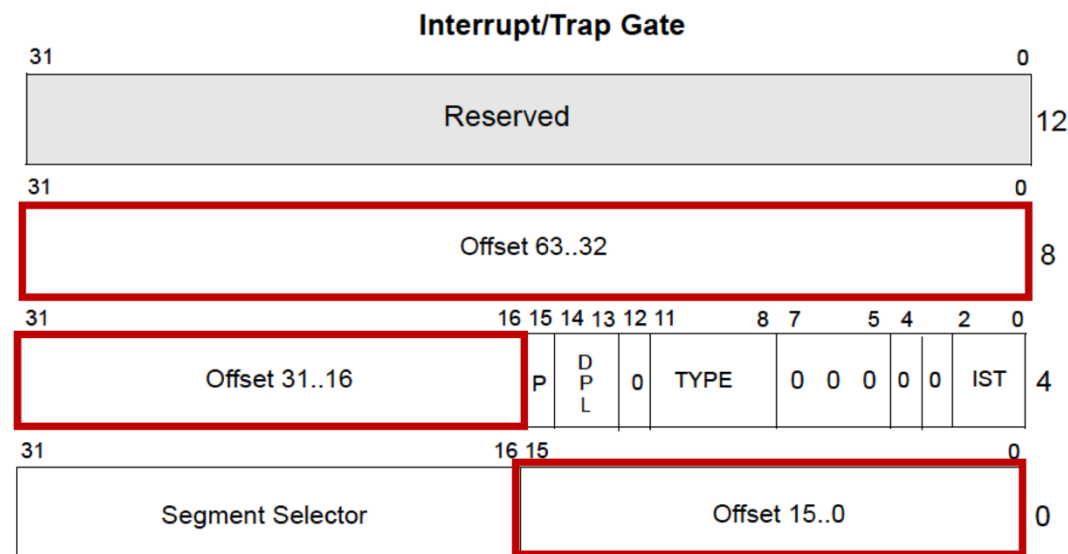 Interrupt/Trap Gate
31 0
Reserved 12
31 0
Offset 63..32 8
31 16 15 14 13 12 11 8 7 5 4 2 0
Offset 31..16 P DPL 0 TYPE 0 0 0 0 0 IST 4
31 16 15 0
Segment Selector Offset 15..0 0